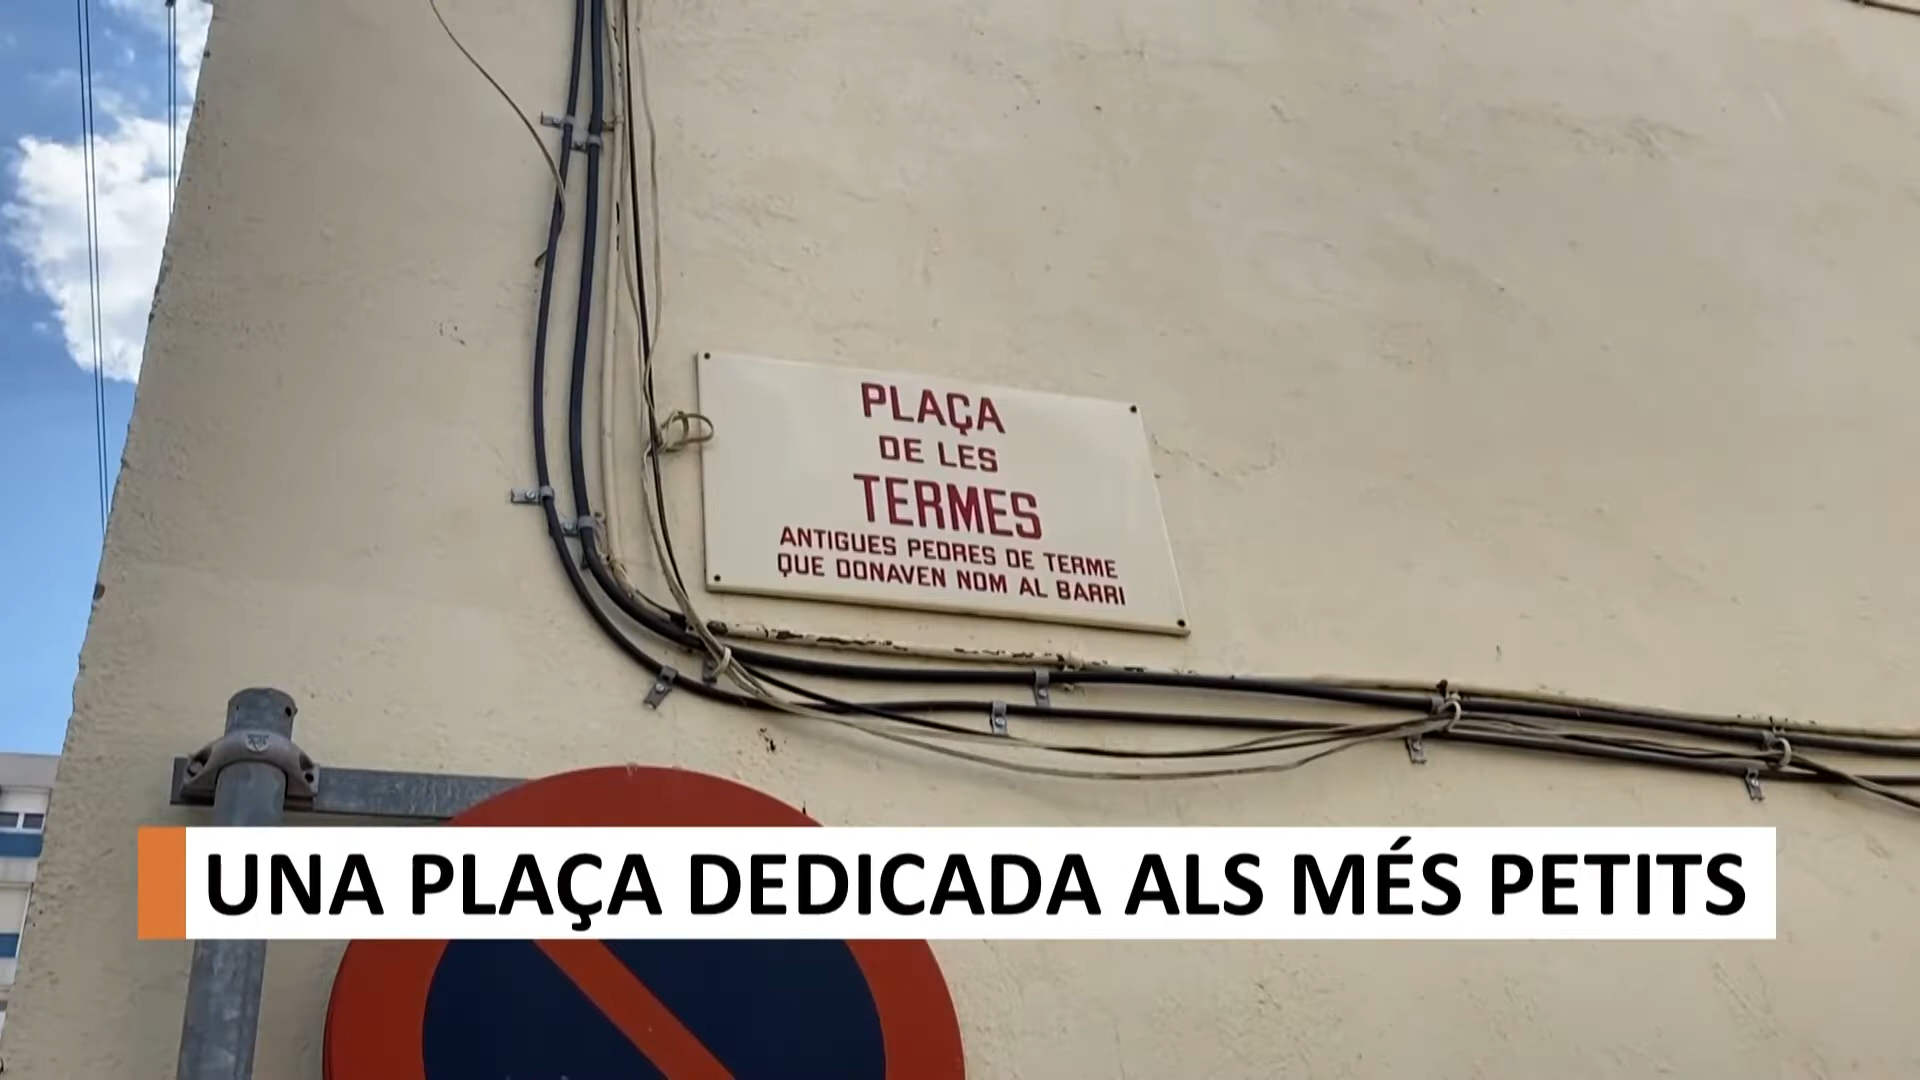 PLAÇA
DE LES
TERMES
ANTIGUES PEDRES DE TERME
QUE DONAVEN NOM AL BARRI
UNA PLAÇA DEDICADA ALS MÉS PETITS